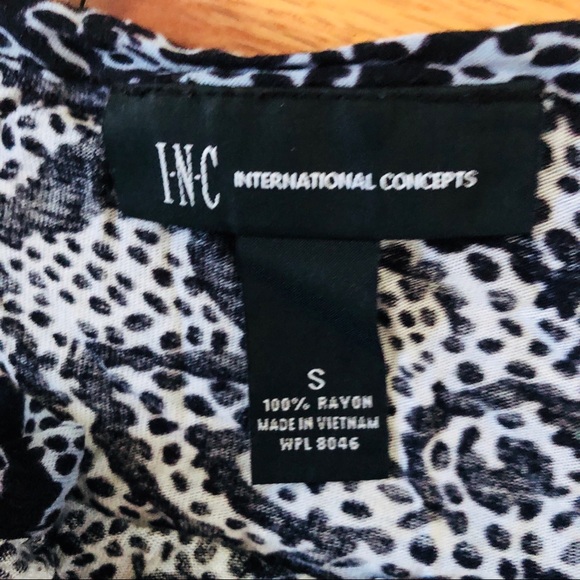 I·N·C INTERNATIONAL CONCEPTS
S
100% RAYON
MADE IN VIETNAM
WPL 8046